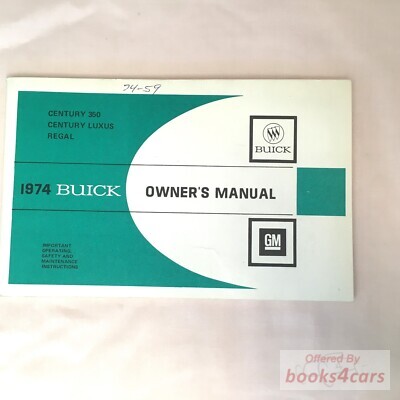 74-59
CENTURY 350
CENTURY LUXUS
REGAL
BUICK
1974 BUICK
OWNER'S MANUAL
GM
IMPORTANT
OPERATING,
SAFETY AND
MAINTENANCE
INSTRUCTIONS
Offered By
books4cars